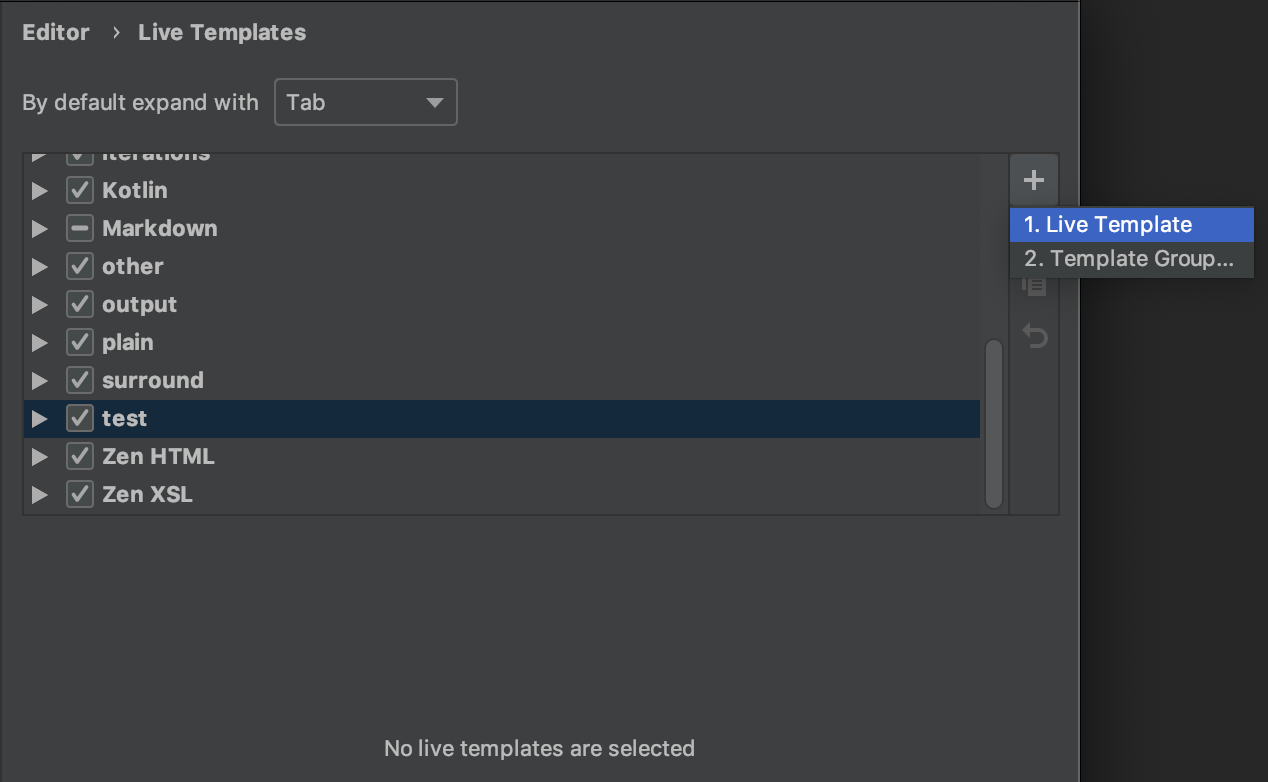 Editor › Live Templates
By default expand with Tab
iterations
Kotlin
Markdown
other
output
plain
surround
test
Zen HTML
Zen XSL
1. Live Template
2. Template Group...
No live templates are selected